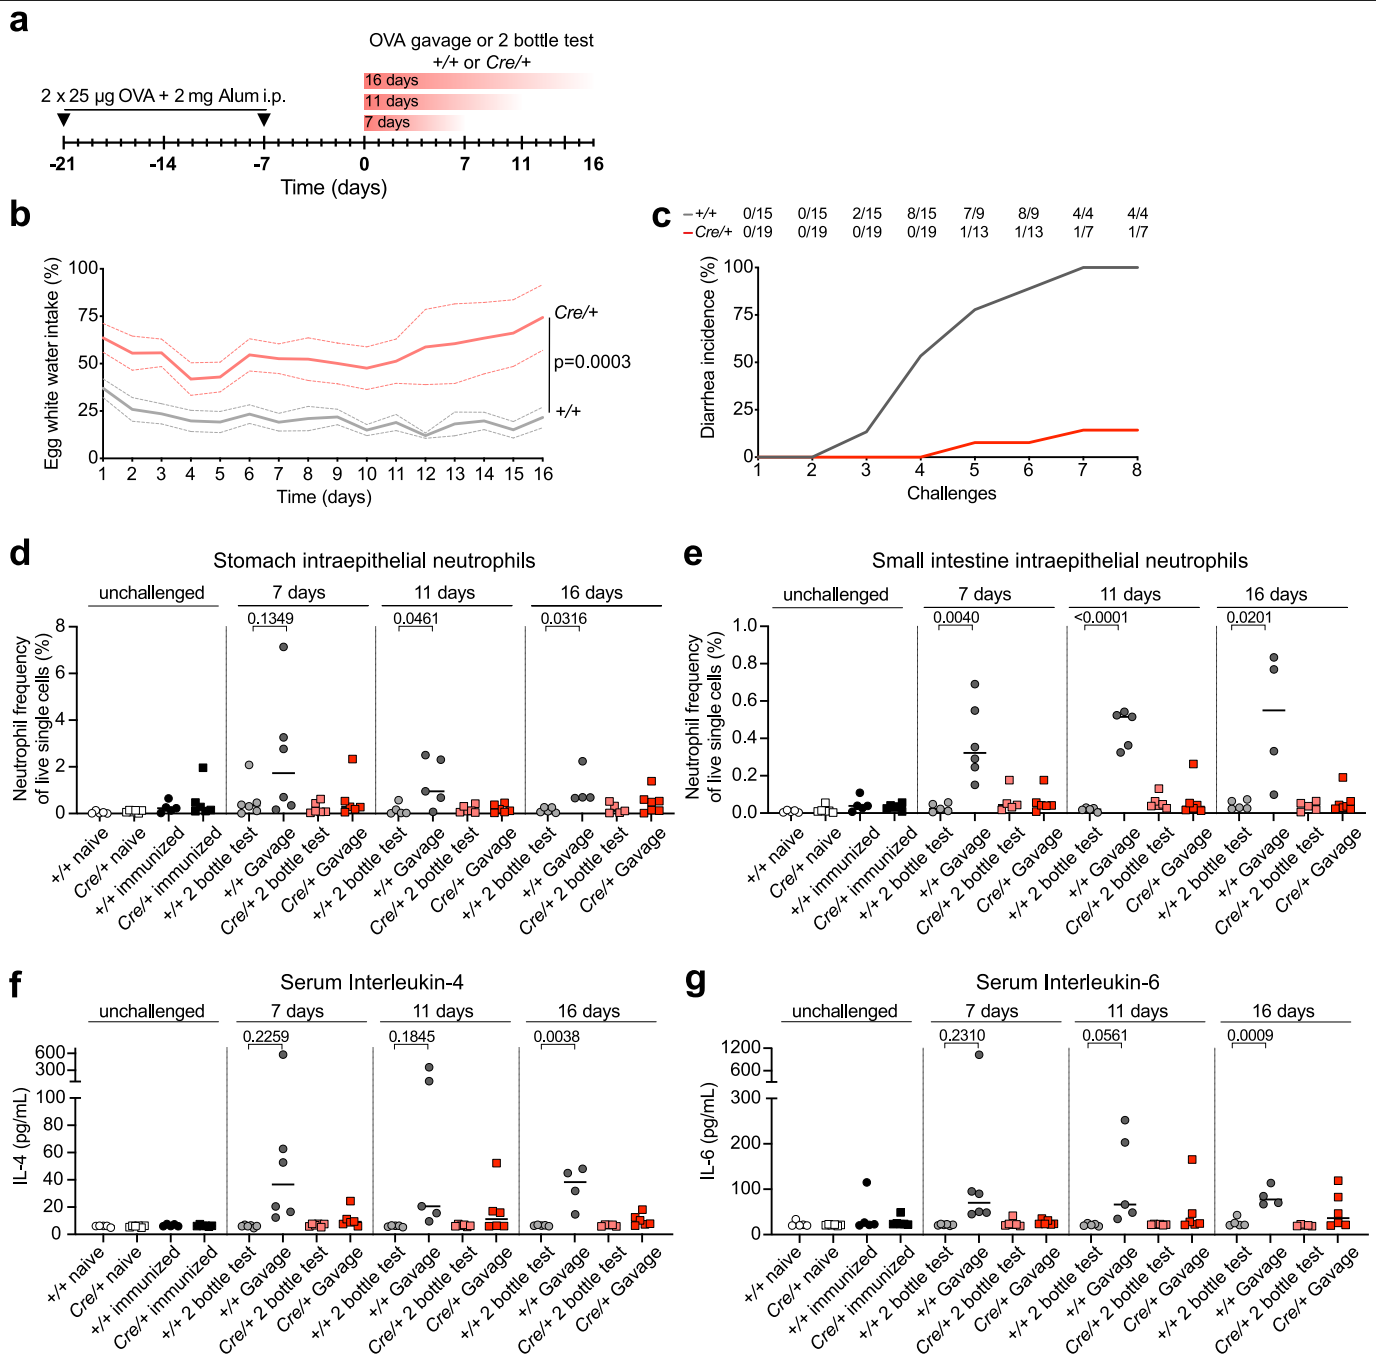 a
OVA gavage or 2 bottle test
+/+ or Cre/+
16 days
2 x 25 µg OVA + 2 mg Alum i.p.
11 days
7 days
-21 -14 -7 0 7 11 16
Time (days)
b
Egg white water intake (%)
100
75
50
25
0
1 2 3 4 5 6 7 8 9 10 11 12 13 14 15 16
Time (days)
Cre/+
p=0.0003
+/+
c
+/+ 0/15 0/15 2/15 8/15 7/9 8/9 4/4 4/4
Cre/+ 0/19 0/19 0/19 0/19 1/13 1/13 1/7 1/7
Diarrhea incidence (%)
100
75
50
25
0
1 2 3 4 5 6 7 8
Challenges
d
Stomach intraepithelial neutrophils
unchallenged 7 days 11 days 16 days
0.1349 0.0461 0.0316
Neutrophil frequency
of live single cells (%)
8
6
4
2
0
+/+ naive
Cre/+ naive
+/+ immunized
Cre/+ immunized
+/+ 2 bottle test
+/+ Gavage
Cre/+ 2 bottle test
Cre/+ Gavage
+/+ 2 bottle test
+/+ Gavage
Cre/+ 2 bottle test
Cre/+ Gavage
+/+ 2 bottle test
+/+ Gavage
Cre/+ 2 bottle test
Cre/+ Gavage
e
Small intestine intraepithelial neutrophils
unchallenged 7 days 11 days 16 days
0.0040 <0.0001 0.0201
Neutrophil frequency
of live single cells (%)
1.0
0.8
0.6
0.4
0.2
0.0
+/+ naive
Cre/+ naive
+/+ immunized
Cre/+ immunized
+/+ 2 bottle test
+/+ Gavage
Cre/+ 2 bottle test
Cre/+ Gavage
+/+ 2 bottle test
+/+ Gavage
Cre/+ 2 bottle test
Cre/+ Gavage
+/+ 2 bottle test
+/+ Gavage
Cre/+ 2 bottle test
Cre/+ Gavage
f
Serum Interleukin-4
unchallenged 7 days 11 days 16 days
0.2259 0.1845 0.0038
IL-4 (pg/mL)
600
300
100
80
60
40
20
0
+/+ naive
Cre/+ naive
+/+ immunized
Cre/+ immunized
+/+ 2 bottle test
+/+ Gavage
Cre/+ 2 bottle test
Cre/+ Gavage
+/+ 2 bottle test
+/+ Gavage
Cre/+ 2 bottle test
Cre/+ Gavage
+/+ 2 bottle test
+/+ Gavage
Cre/+ 2 bottle test
Cre/+ Gavage
g
Serum Interleukin-6
unchallenged 7 days 11 days 16 days
0.2310 0.0561 0.0009
IL-6 (pg/mL)
1200
600
300
200
100
0
+/+ naive
Cre/+ naive
+/+ immunized
Cre/+ immunized
+/+ 2 bottle test
+/+ Gavage
Cre/+ 2 bottle test
Cre/+ Gavage
+/+ 2 bottle test
+/+ Gavage
Cre/+ 2 bottle test
Cre/+ Gavage
+/+ 2 bottle test
+/+ Gavage
Cre/+ 2 bottle test
Cre/+ Gavage